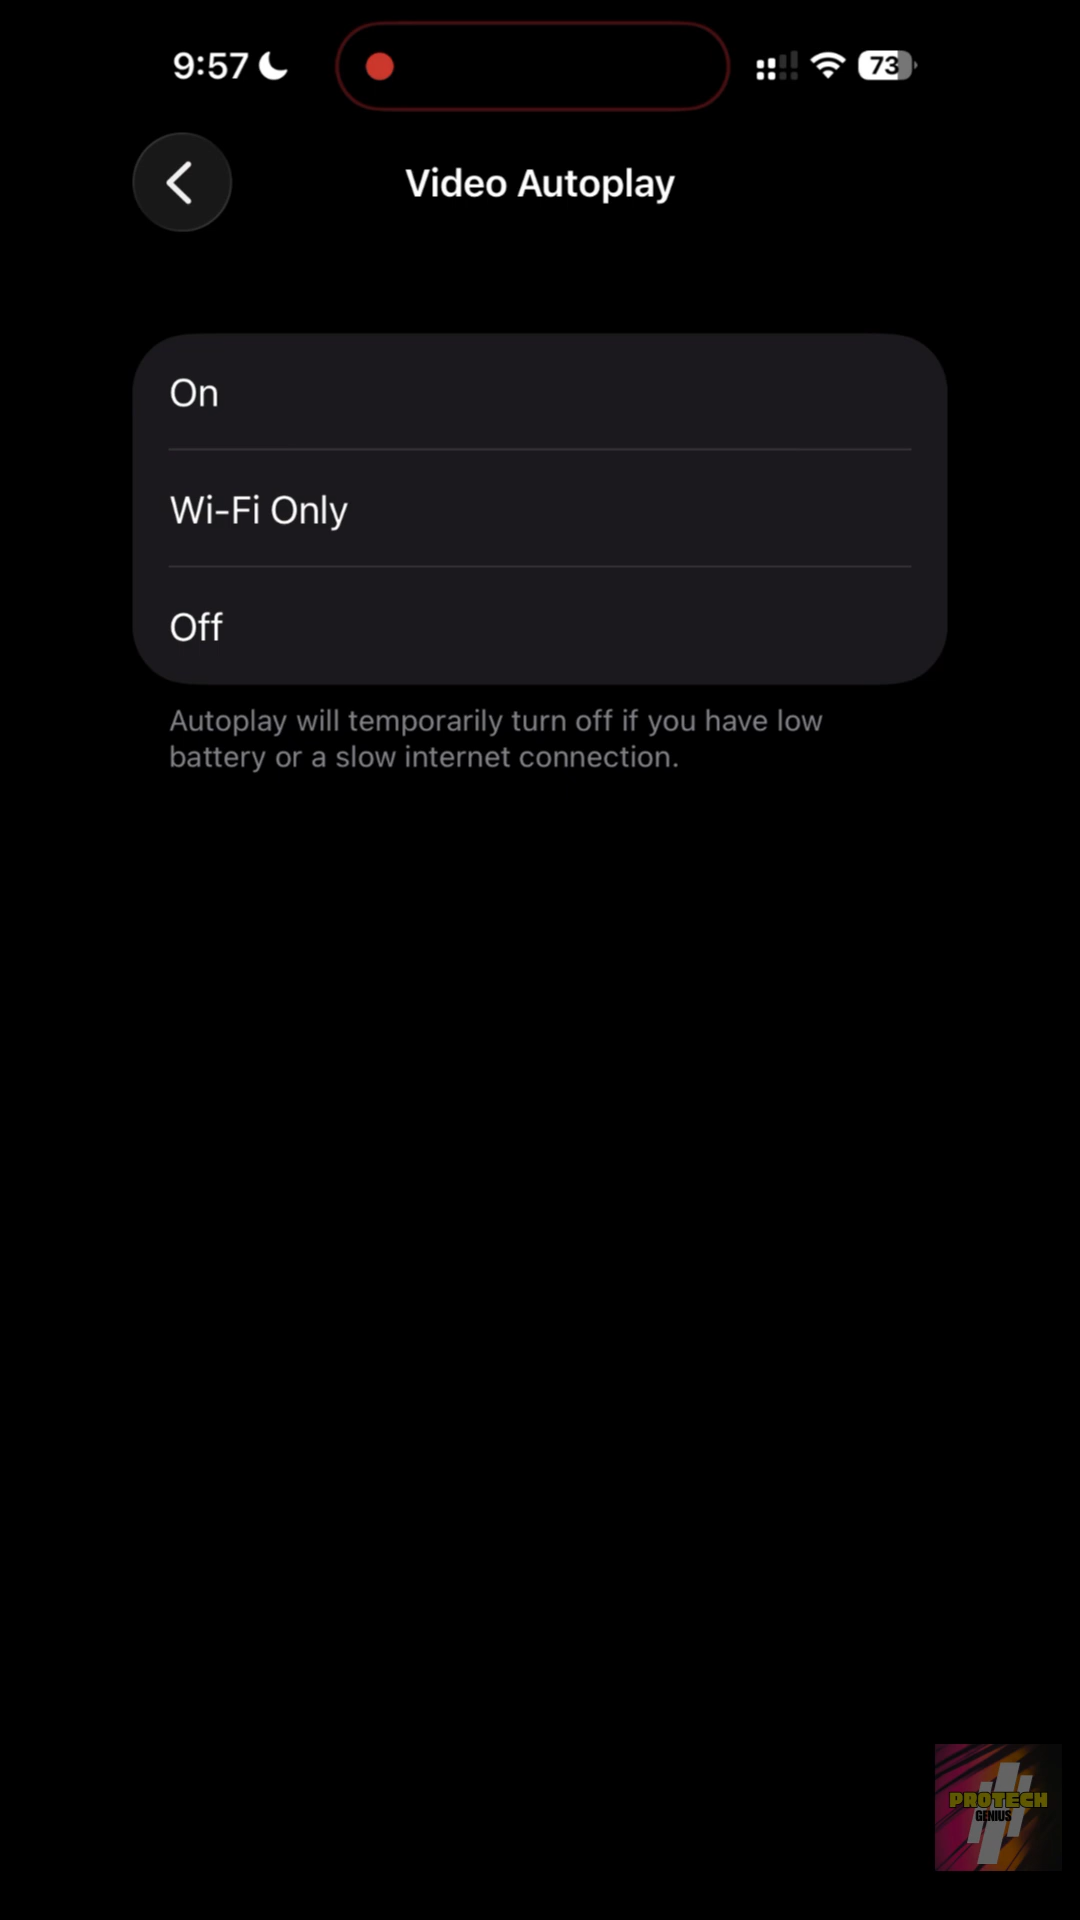 9:57
73
Video Autoplay
On
Wi-Fi Only
Off
Autoplay will temporarily turn off if you have low
battery or a slow internet connection.
PROTECH
GENIUS